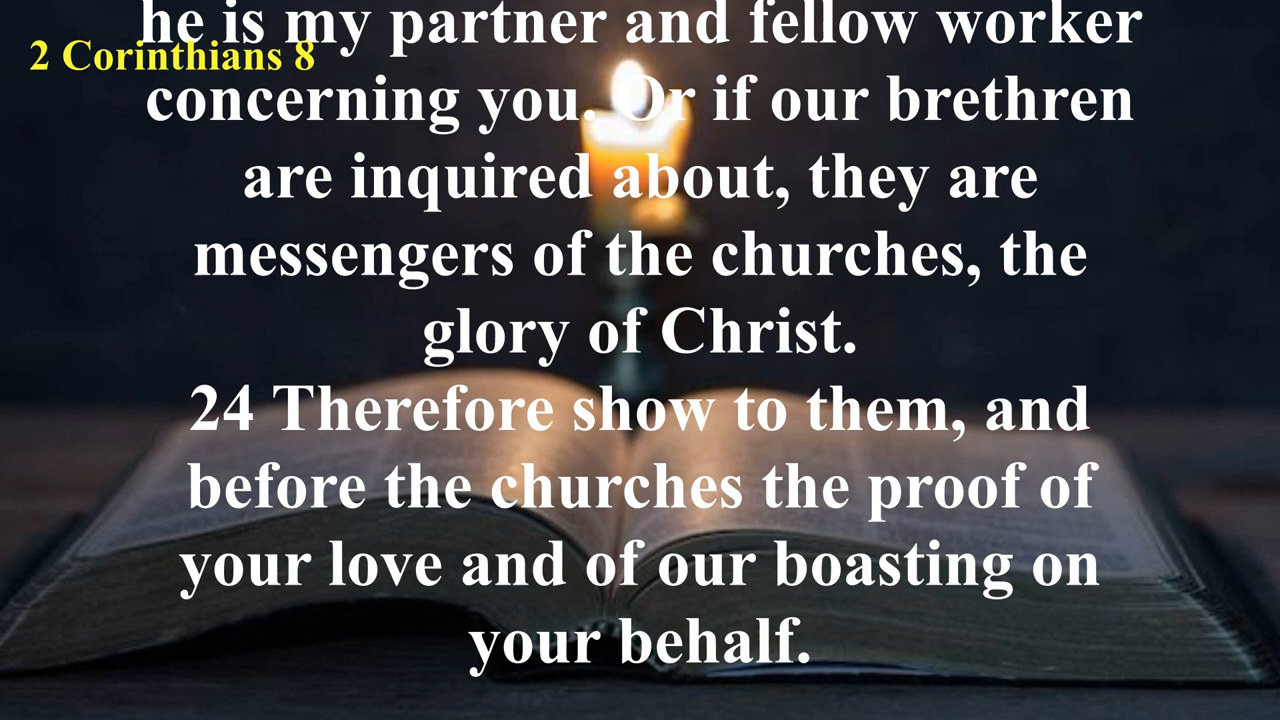 he is my partner and fellow worker
2 Corinthians 8
concerning you. Or if our brethren
are inquired about, they are
messengers of the churches, the
glory of Christ.
24 Therefore show to them, and
before the churches the proof of
your love and of our boasting on
your behalf.